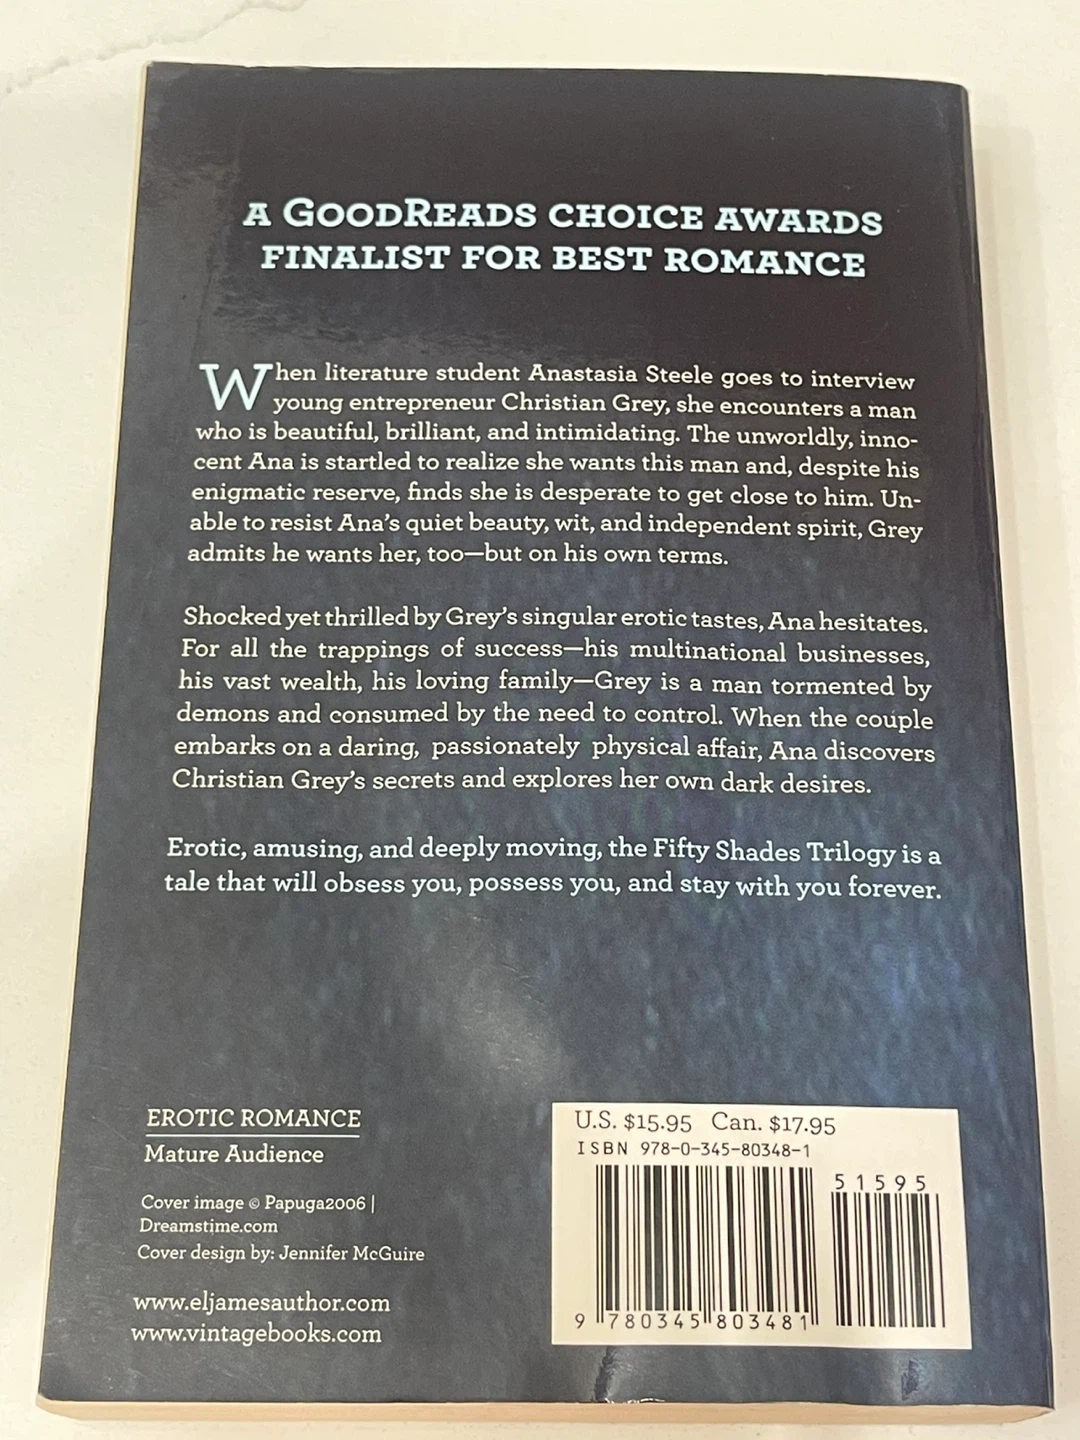 A GOODREADS CHOICE AWARDS
FINALIST FOR BEST ROMANCE
When literature student Anastasia Steele goes to interview
young entrepreneur Christian Grey, she encounters a man
who is beautiful, brilliant, and intimidating. The unworldly, inno-
cent Ana is startled to realize she wants this man and, despite his
enigmatic reserve, finds she is desperate to get close to him. Un-
able to resist Ana's quiet beauty, wit, and independent spirit, Grey
admits he wants her, too—but on his own terms.
Shocked yet thrilled by Grey's singular erotic tastes, Ana hesitates.
For all the trappings of success—his multinational businesses,
his vast wealth, his loving family—Grey is a man tormented by
demons and consumed by the need to control. When the couple
embarks on a daring, passionately physical affair, Ana discovers
Christian Grey's secrets and explores her own dark desires.
Erotic, amusing, and deeply moving, the Fifty Shades Trilogy is a
tale that will obsess you, possess you, and stay with you forever.
EROTIC ROMANCE
Mature Audience
Cover image © Papuga2006 |
Dreamstime.com
Cover design by: Jennifer McGuire
www.eljamesauthor.com
www.vintagebooks.com
U.S. $15.95 Can. $17.95
ISBN 978-0-345-80348-1
51595
9 780345 803481